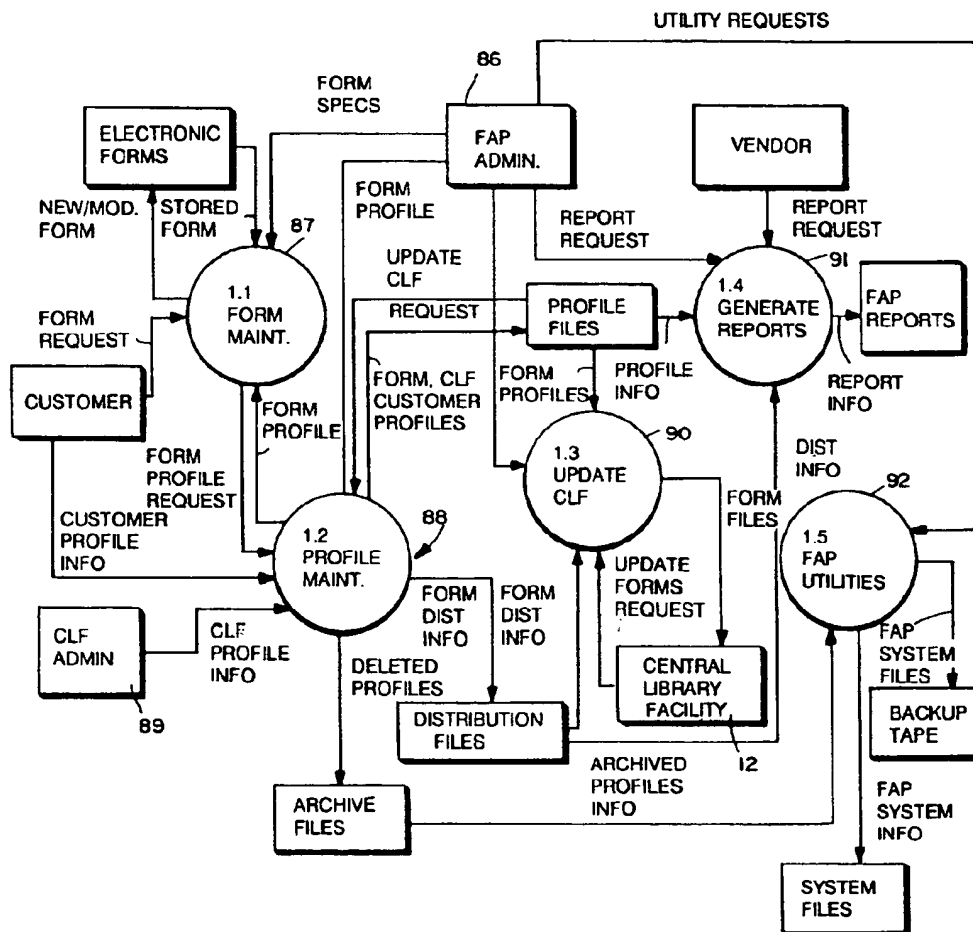 UTILITY REQUESTS
86
FORM
SPECS
ELECTRONIC
FORMS
FAP
ADMIN.
VENDOR
NEW/MOD.
FORM
STORED
FORM
87
FORM
PROFILE
REPORT
REQUEST
REPORT
REQUEST
91
1.1
FORM
MAINT.
UPDATE
CLF
REQUEST
PROFILE
FILES
1.4
GENERATE
REPORTS
FAP
REPORTS
FORM
REQUEST
CUSTOMER
FORM
PROFILE
FORM, CLF
CUSTOMER
PROFILES
FORM
PROFILES
PROFILE
INFO
REPORT
INFO
90
FORM
PROFILE
REQUEST
1.3
UPDATE
CLF
DIST
INFO
92
CUSTOMER
PROFILE
INFO
1.2
PROFILE
MAINT.
88
FORM
FILES
1.5
FAP
UTILITIES
FORM
DIST
INFO
FORM
DIST
INFO
UPDATE
FORMS
REQUEST
CLF
ADMIN
89
CLF
PROFILE
INFO
DELETED
PROFILES
CENTRAL
LIBRARY
FACILITY
12
FAP
SYSTEM
FILES
DISTRIBUTION
FILES
BACKUP
TAPE
ARCHIVED
PROFILES
INFO
ARCHIVE
FILES
FAP
SYSTEM
INFO
SYSTEM
FILES